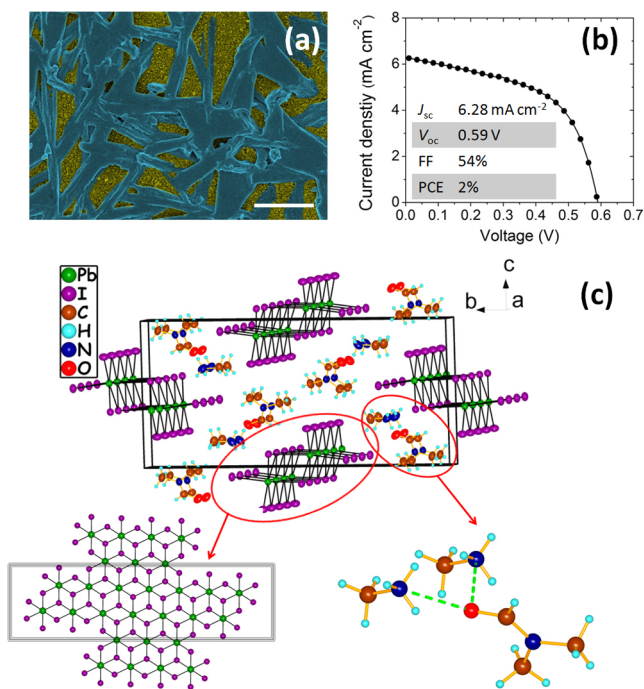 (a)
(b)
Current denstiy (mA cm-2)
8
6
4
2
0
Jsc 6.28 mA cm-2
Voc 0.59 V
FF 54%
PCE 2%
0.0 0.1 0.2 0.3 0.4 0.5 0.6 0.7
Voltage (V)
(c)
Pb
I
C
H
N
O
c
b a